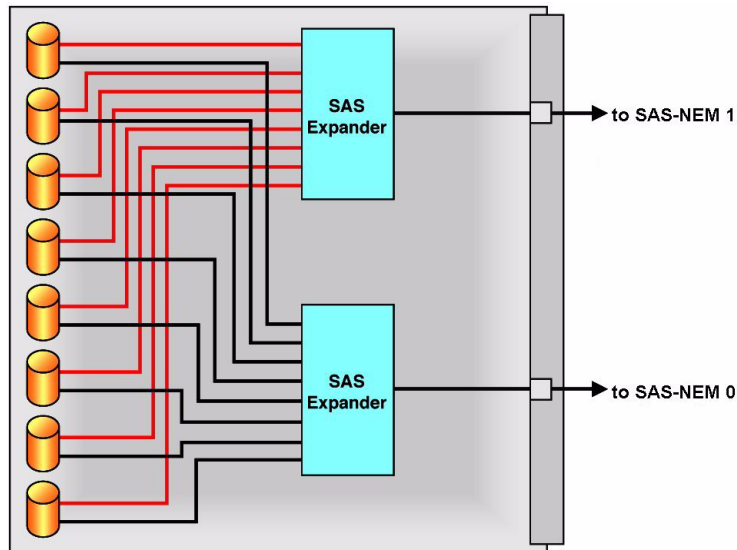 SAS
Expander
to SAS-NEM 1
SAS
Expander
to SAS-NEM 0